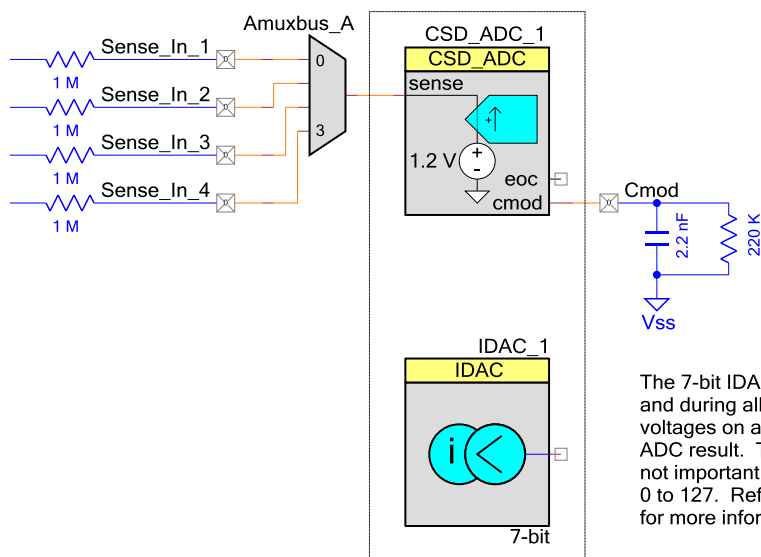 Amuxbus_A
CSD_ADC_1
CSD_ADC
Sense_In_1
1 M
Sense_In_2
1 M
Sense_In_3
1 M
Sense_In_4
1 M
0
3
sense
+
1.2 V
+
-
eoc
cmod
Cmod
2.2 nF
220 K
Vss
IDAC_1
IDAC
i
7-bit
The 7-bit IDA
and during all
voltages on a
ADC result. T
not important
0 to 127. Ref
for more infor